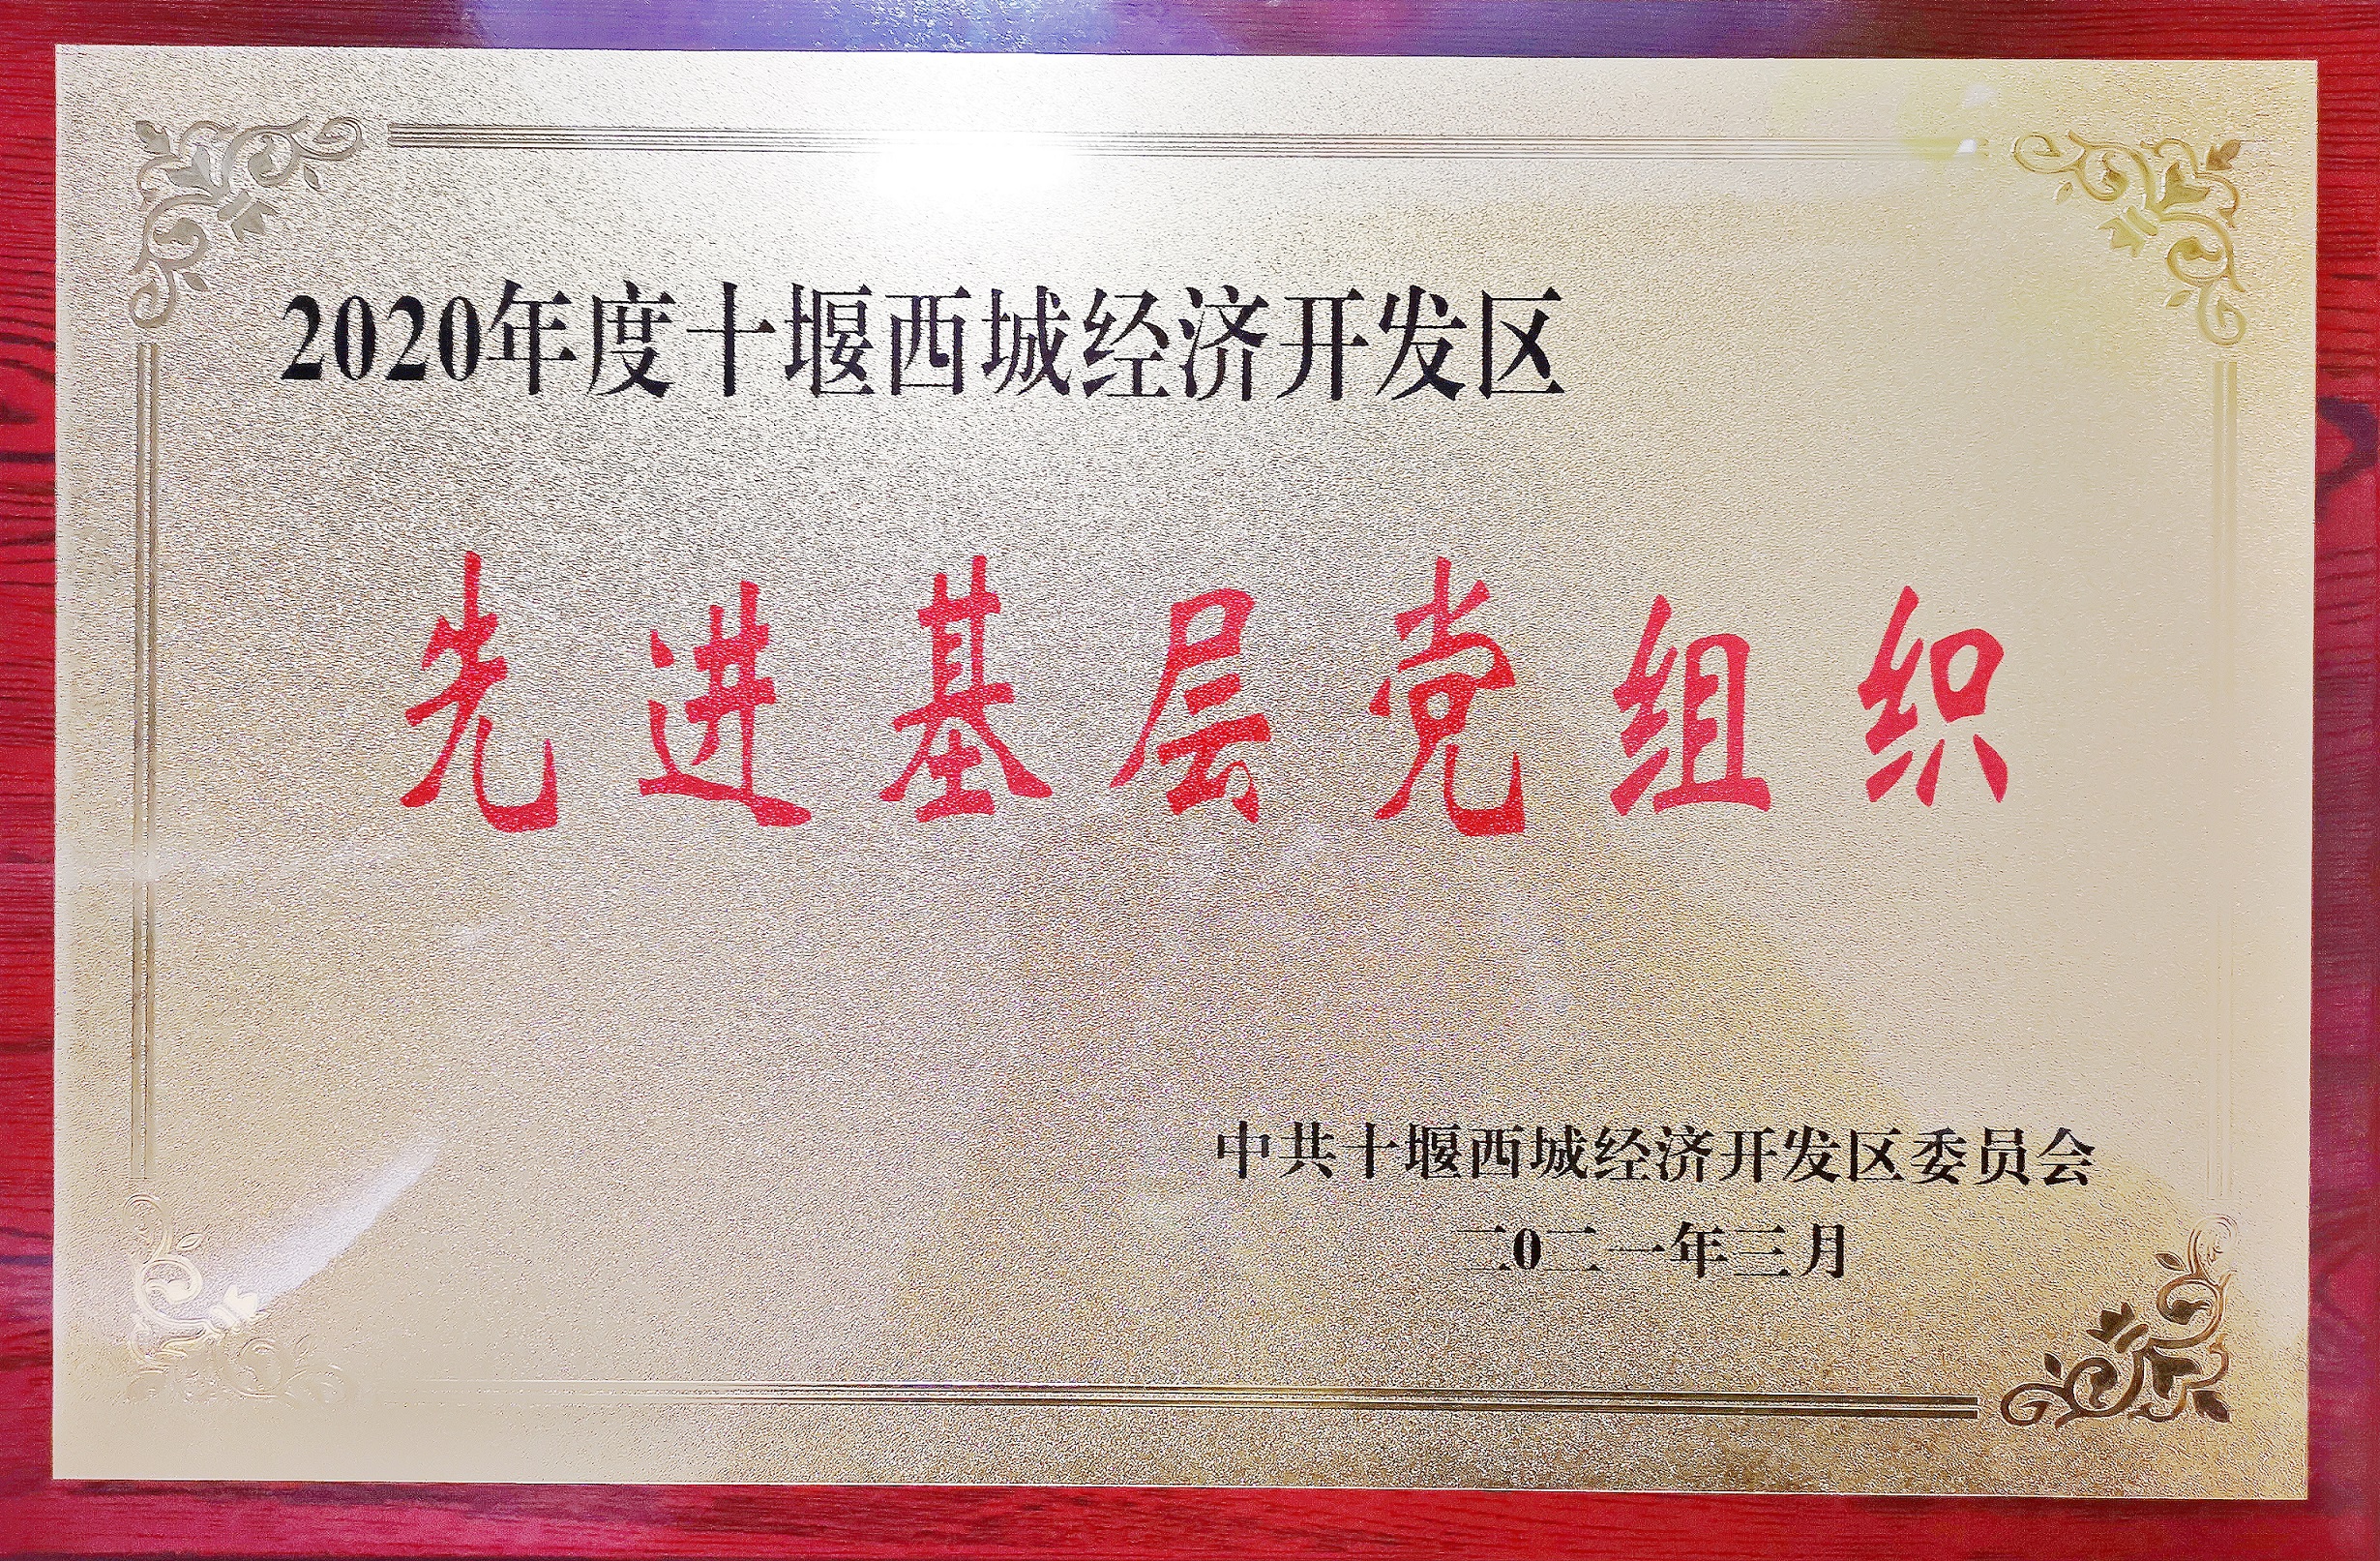 2020年度十堰西城经济开发区
先进基层党组织
中共十堰西城经济开发区委员会
二0二一年三月